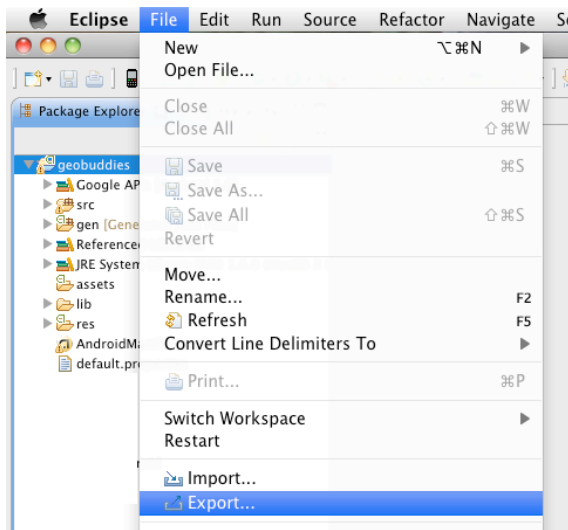 Eclipse File Edit Run Source Refactor Navigate
New ⌥⌘N
Open File...
Package Explore
Close ⌘W
Close All ⇧⌘W
geobuddies
Save ⌘S
Google AP
Save As...
src
Save All ⇧⌘S
gen [Gene
Revert
Reference
JRE System
Move...
assets
Rename... F2
lib
Refresh F5
res
Convert Line Delimiters To
AndroidMa
default.pr
Print... ⌘P
Switch Workspace
Restart
Import...
Export...